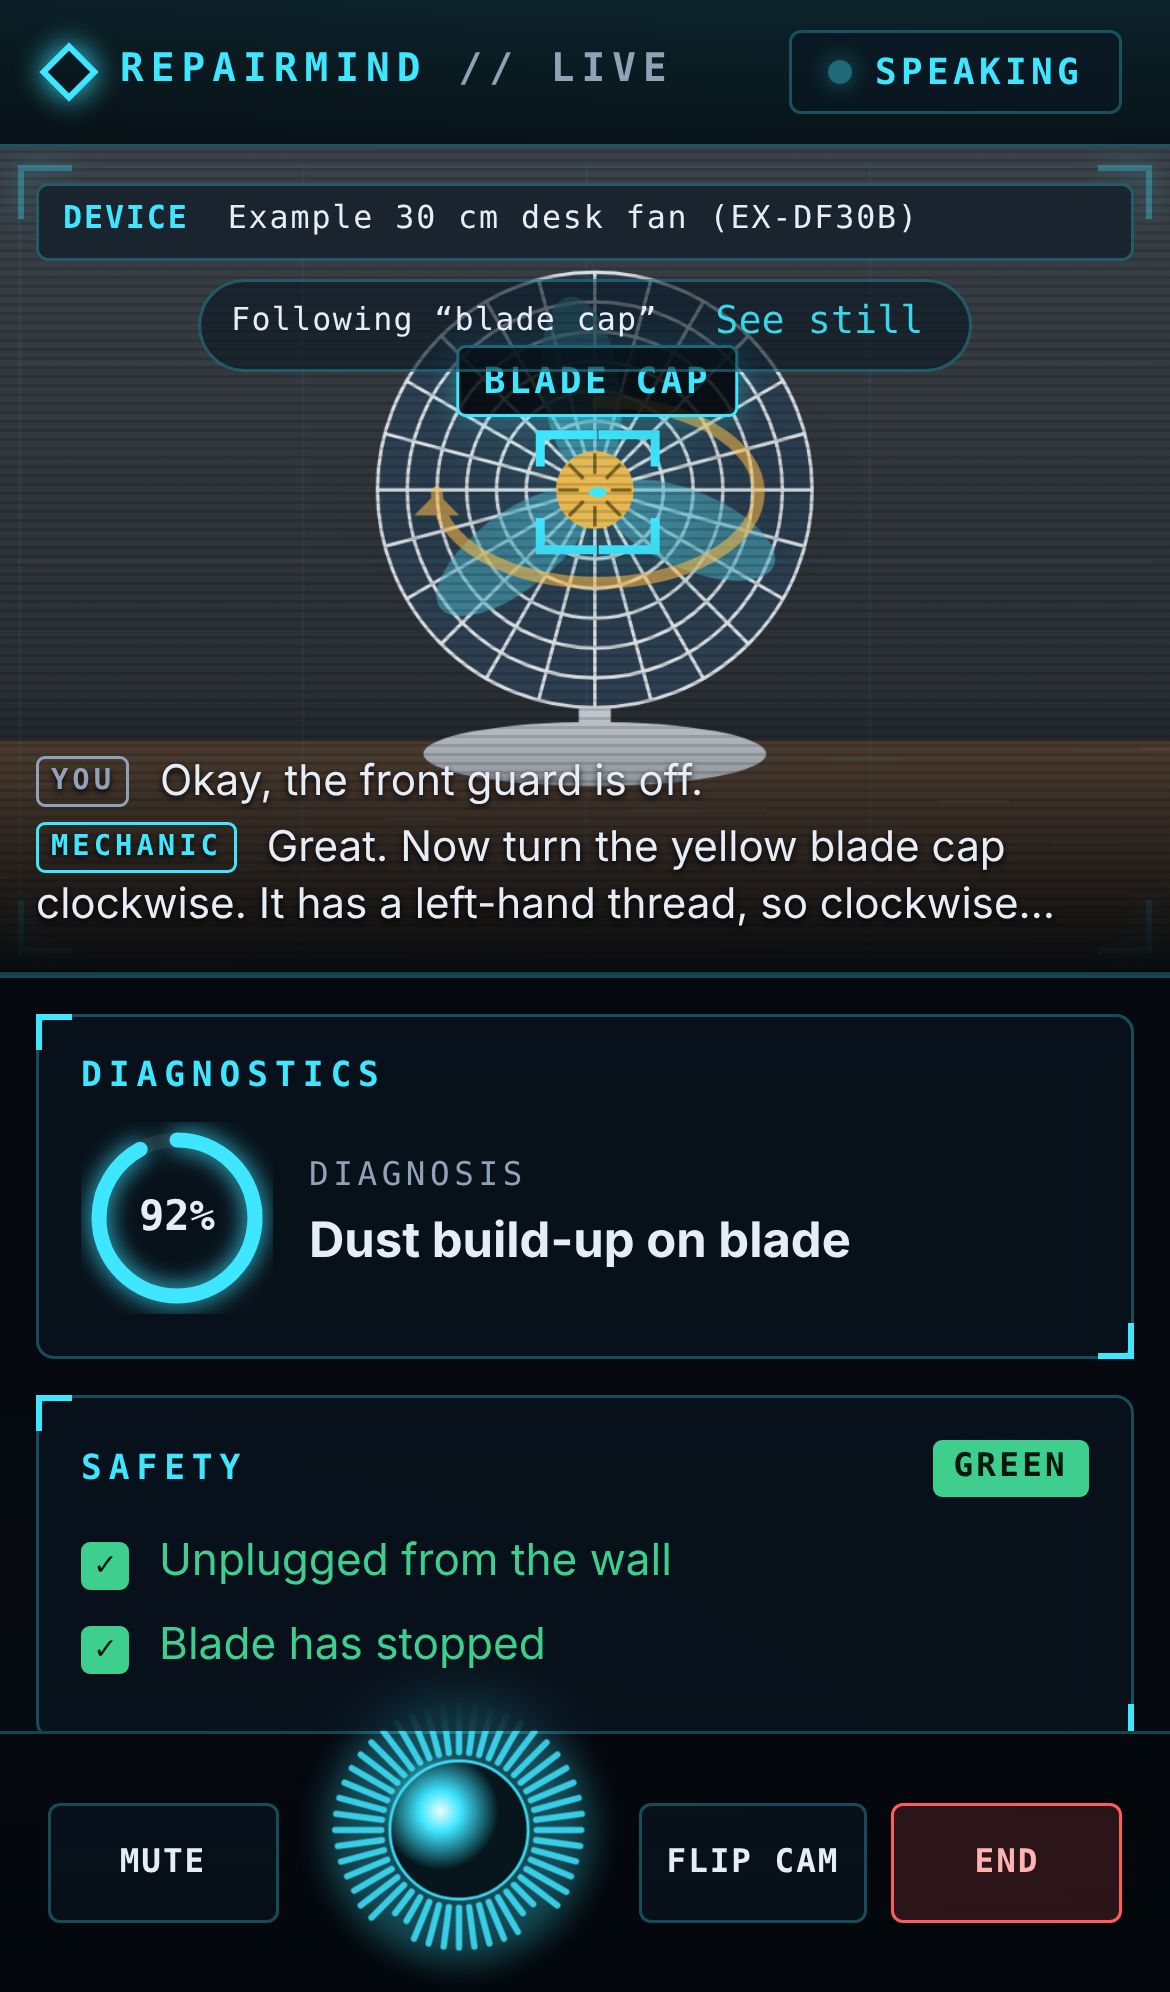 REPAIRMIND // LIVE
SPEAKING
DEVICE Example 30 cm desk fan (EX-DF30B)
Following “blade cap” See still
BLADE CAP
YOU Okay, the front guard is off.
MECHANIC Great. Now turn the yellow blade cap
clockwise. It has a left-hand thread, so clockwise...
DIAGNOSTICS
92%
DIAGNOSIS
Dust build-up on blade
SAFETY
GREEN
✓ Unplugged from the wall
✓ Blade has stopped
MUTE
FLIP CAM
END